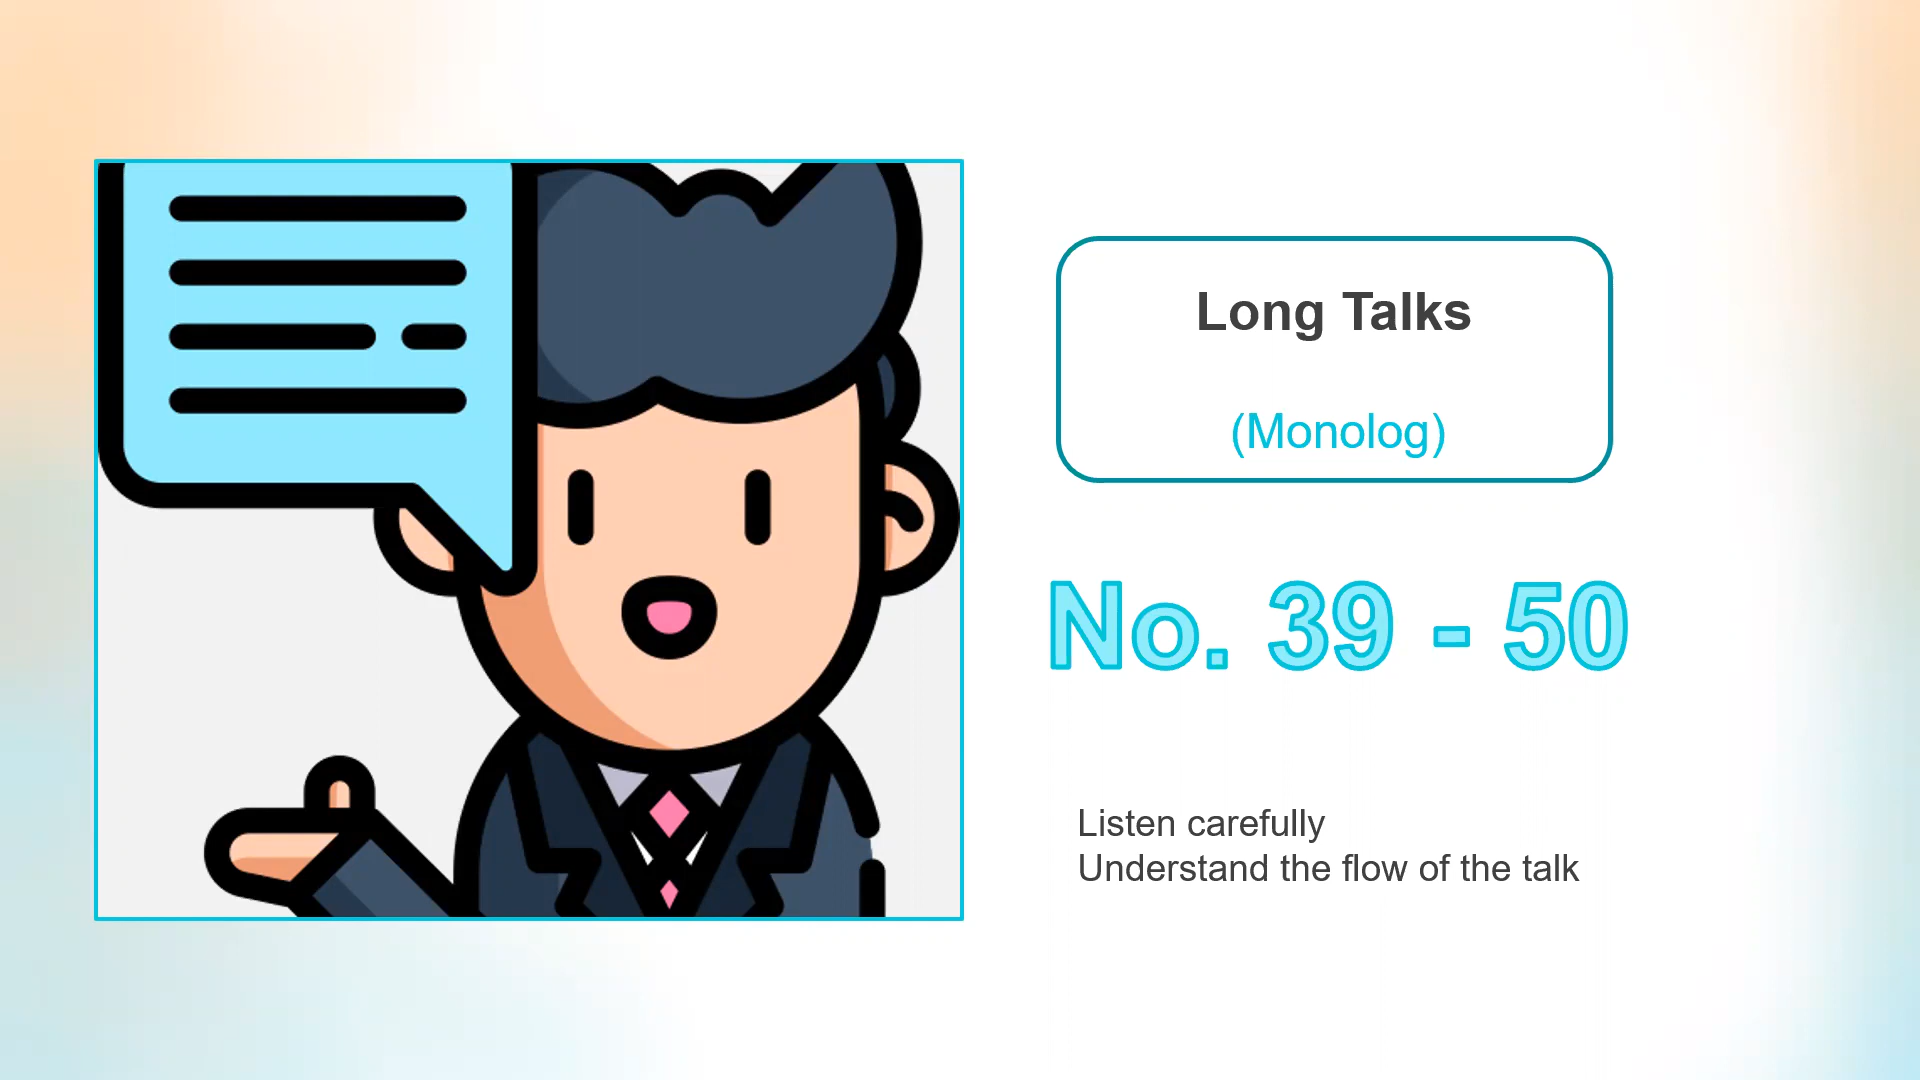 Long Talks
(Monolog)
No. 39 - 50
Listen carefully
Understand the flow of the talk